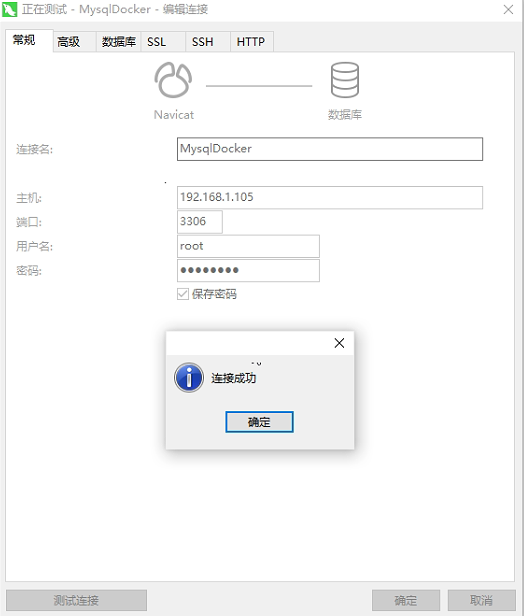 正在测试 - MysqlDocker - 编辑连接
常规 高级 数据库 SSL SSH HTTP
Navicat 数据库
连接名: MysqlDocker
主机: 192.168.1.105
端口: 3306
用户名: root
密码: ●●●●●●●●
保存密码
连接成功
确定
测试连接 确定 取消